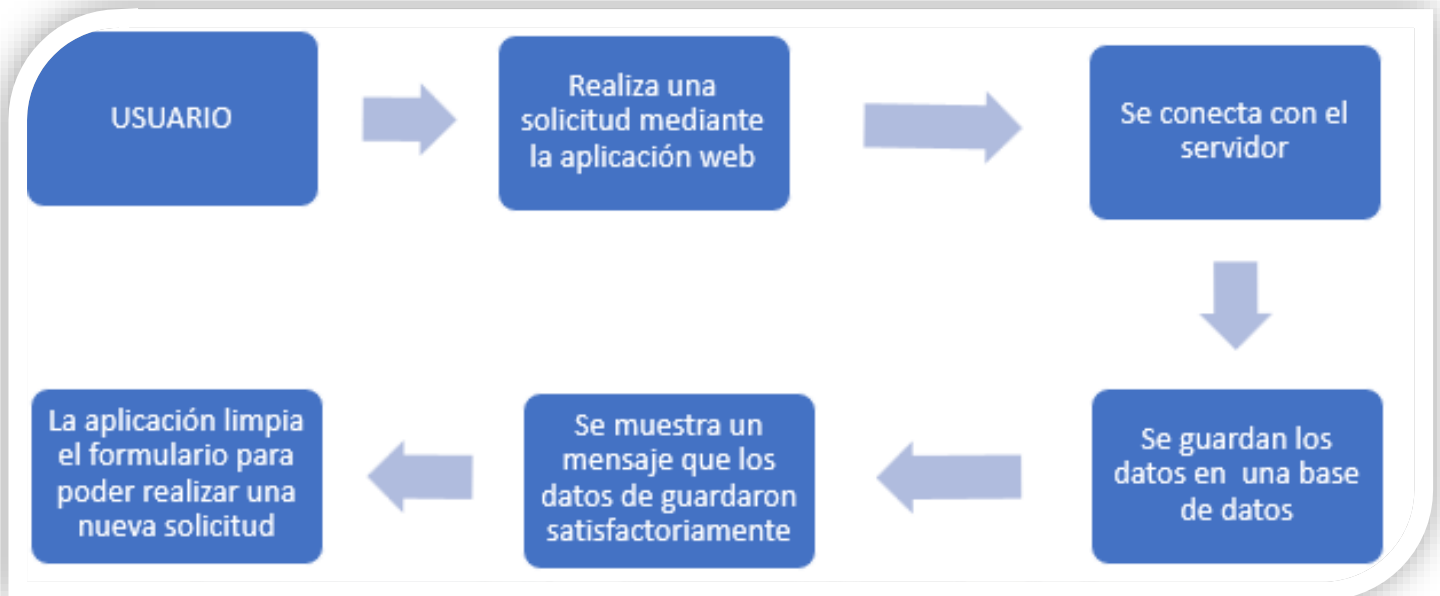 USUARIO
Realiza una
solicitud mediante
la aplicación web
Se conecta con el
servidor
Se guardan los
datos en  una base
de datos
Se muestra un
mensaje que los
datos de guardaron
satisfactoriamente
La aplicación limpia
el formulario para
poder realizar una
nueva solicitud